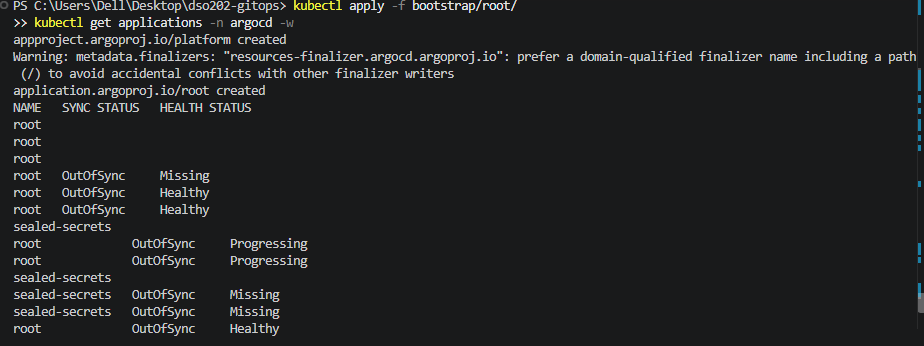 PS C:\Users\Dell\Desktop\dso202-gitops> kubectl apply -f bootstrap/root/
>> kubectl get applications -n argocd -w
appproject.argoproj.io/platform created
Warning: metadata.finalizers: "resources-finalizer.argocd.argoproj.io": prefer a domain-qualified finalizer name including a path
(/) to avoid accidental conflicts with other finalizer writers
application.argoproj.io/root created
NAME   SYNC STATUS   HEALTH STATUS
root
root
root
root   OutOfSync     Missing
root   OutOfSync     Healthy
root   OutOfSync     Healthy
sealed-secrets
root             OutOfSync     Progressing
root             OutOfSync     Progressing
sealed-secrets
sealed-secrets   OutOfSync     Missing
sealed-secrets   OutOfSync     Missing
root             OutOfSync     Healthy